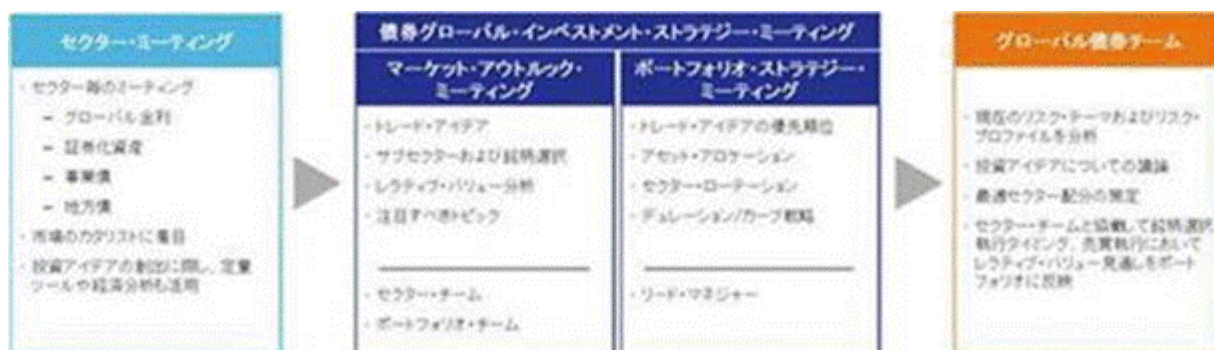 セクター・ミーティング
・セクター毎のミーティング
− グローバル金利
− 証券化資産
− 事業債
− 地方債
・市場のカタリストに着目
・投資アイデアの創出に際し、定量
ツールや経済分析も活用
債券グローバル・インベストメント・ストラテジー・ミーティング
マーケット・アウトルック・
ミーティング
・トレード・アイデア
・サブセクターおよび銘柄選択
・レラティブ・バリュー分析
・注目すべきトピック
・セクター・チーム
・ポートフォリオ・チーム
ポートフォリオ・ストラテジー・
ミーティング
・トレード・アイデアの優先順位
・アセット・アロケーション
・セクター・ローテーション
・デュレーション/カーブ戦略
・リード・マネジャー
グローバル債券チーム
・現在のリスク・テーマおよびリスク・
プロファイルを分析
・投資アイデアについての議論
・最適セクター配分の策定
・セクター・チームと協働して銘柄選択
執行タイミング、売買執行において
レラティブ・バリュー見通しをポート
フォリオに反映